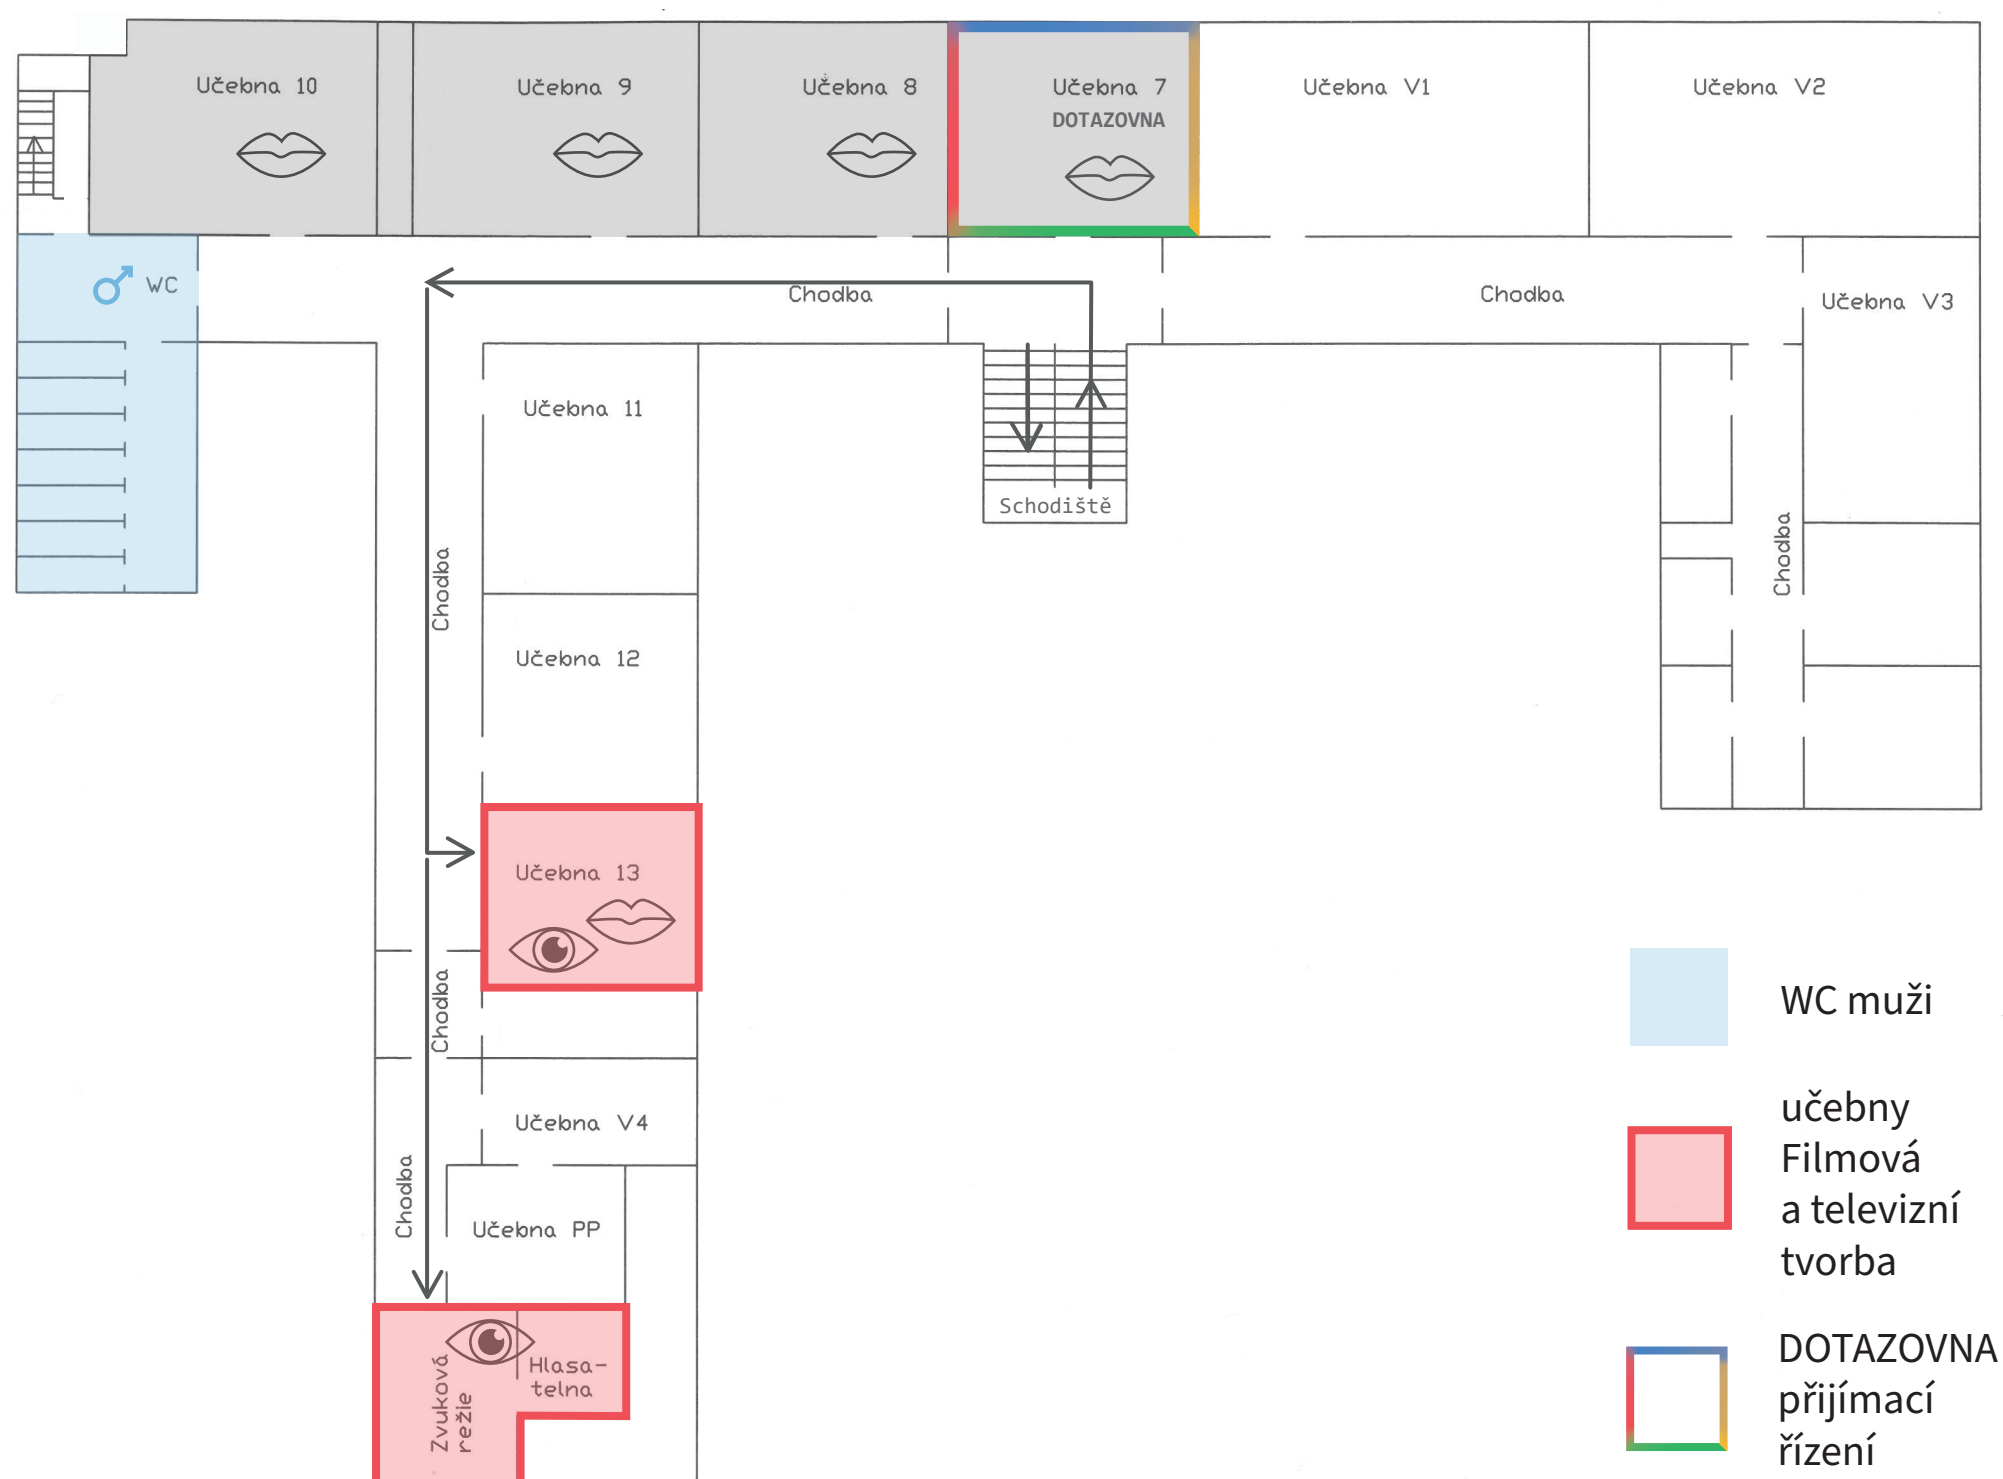 Učebna 10
Učebna 9
Učebna 8
Učebna 7
DOTAZOVNA
Učebna V1
Učebna V2
WC
Chodba
Chodba
Učebna V3
Učebna 11
Schodiště
Chodba
Chodba
Učebna 12
Učebna 13
Chodba
Učebna V4
Chodba
Učebna PP
Zvuková
režie
Hlasa-
telna
WC muži
učebny
Filmová
a televizní
tvorba
DOTAZOVNA
přijímací
řízení